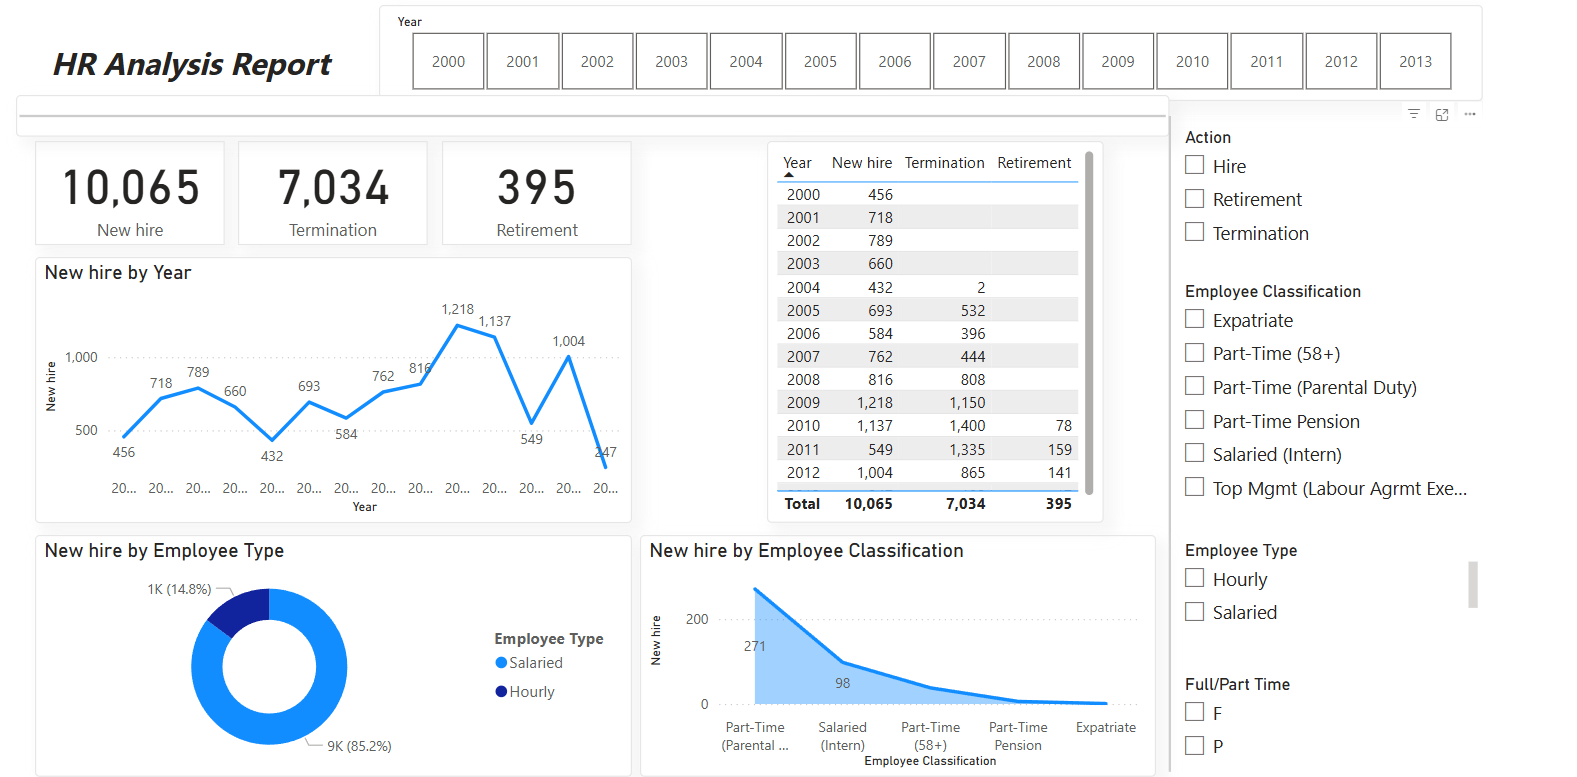 Year
HR Analysis Report
2000 2001 2002 2003 2004 2005 2006 2007 2008 2009 2010 2011 2012 2013
10,065
New hire
7,034
Termination
395
Retirement
New hire by Year
New hire
1,000
500
456 718 789 660 432 693 584 762 816 1,218 1,137 549 1,004 247
20... 20... 20... 20... 20... 20... 20... 20... 20... 20... 20... 20... 20... 20...
Year
Year New hire Termination Retirement
2000 456
2001 718
2002 789
2003 660
2004 432 2
2005 693 532
2006 584 396
2007 762 444
2008 816 808
2009 1,218 1,150
2010 1,137 1,400 78
2011 549 1,335 159
2012 1,004 865 141
Total 10,065 7,034 395
New hire by Employee Type
1K (14.8%)
9K (85.2%)
Employee Type
Salaried
Hourly
New hire by Employee Classification
New hire
200
0
271
98
Part-Time (Parental ...
Salaried (Intern)
Part-Time (58+)
Part-Time Pension
Expatriate
Employee Classification
Action
Hire
Retirement
Termination
Employee Classification
Expatriate
Part-Time (58+)
Part-Time (Parental Duty)
Part-Time Pension
Salaried (Intern)
Top Mgmt (Labour Agrmt Exe...
Employee Type
Hourly
Salaried
Full/Part Time
F
P